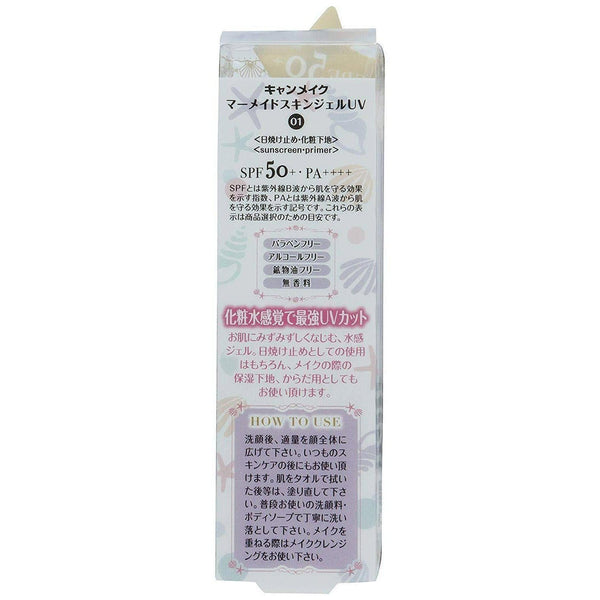 キャンメイク
マーメイドスキンジェルUV
01
<日焼け止め・化粧下地>
<sunscreen・primer>
SPF50+・PA++++
SPFとは紫外線B波から肌を守る効果
を示す指数、PAとは紫外線A波から肌
を守る効果を示す記号です。これらの表
示は商品選択のための目安です。
パラベンフリー
アルコールフリー
鉱物油フリー
無香料
化粧水感覚で最強UVカット
お肌にみずみずしくなじむ、水感
ジェル。日焼け止めとしての使用
はもちろん、メイクの際の
保湿下地、からだ用としても
お使い頂けます。
HOW TO USE
洗顔後、適量を顔全体に
広げて下さい。いつものス
キンケアの後にもお使い頂
けます。肌をタオルで拭い
た後等は、塗り直して下さ
い。普段お使いの洗顔料・
ボディソープで丁寧に洗い
落として下さい。メイクを
重ねる際はメイククレンジ
ングをお使い下さい。